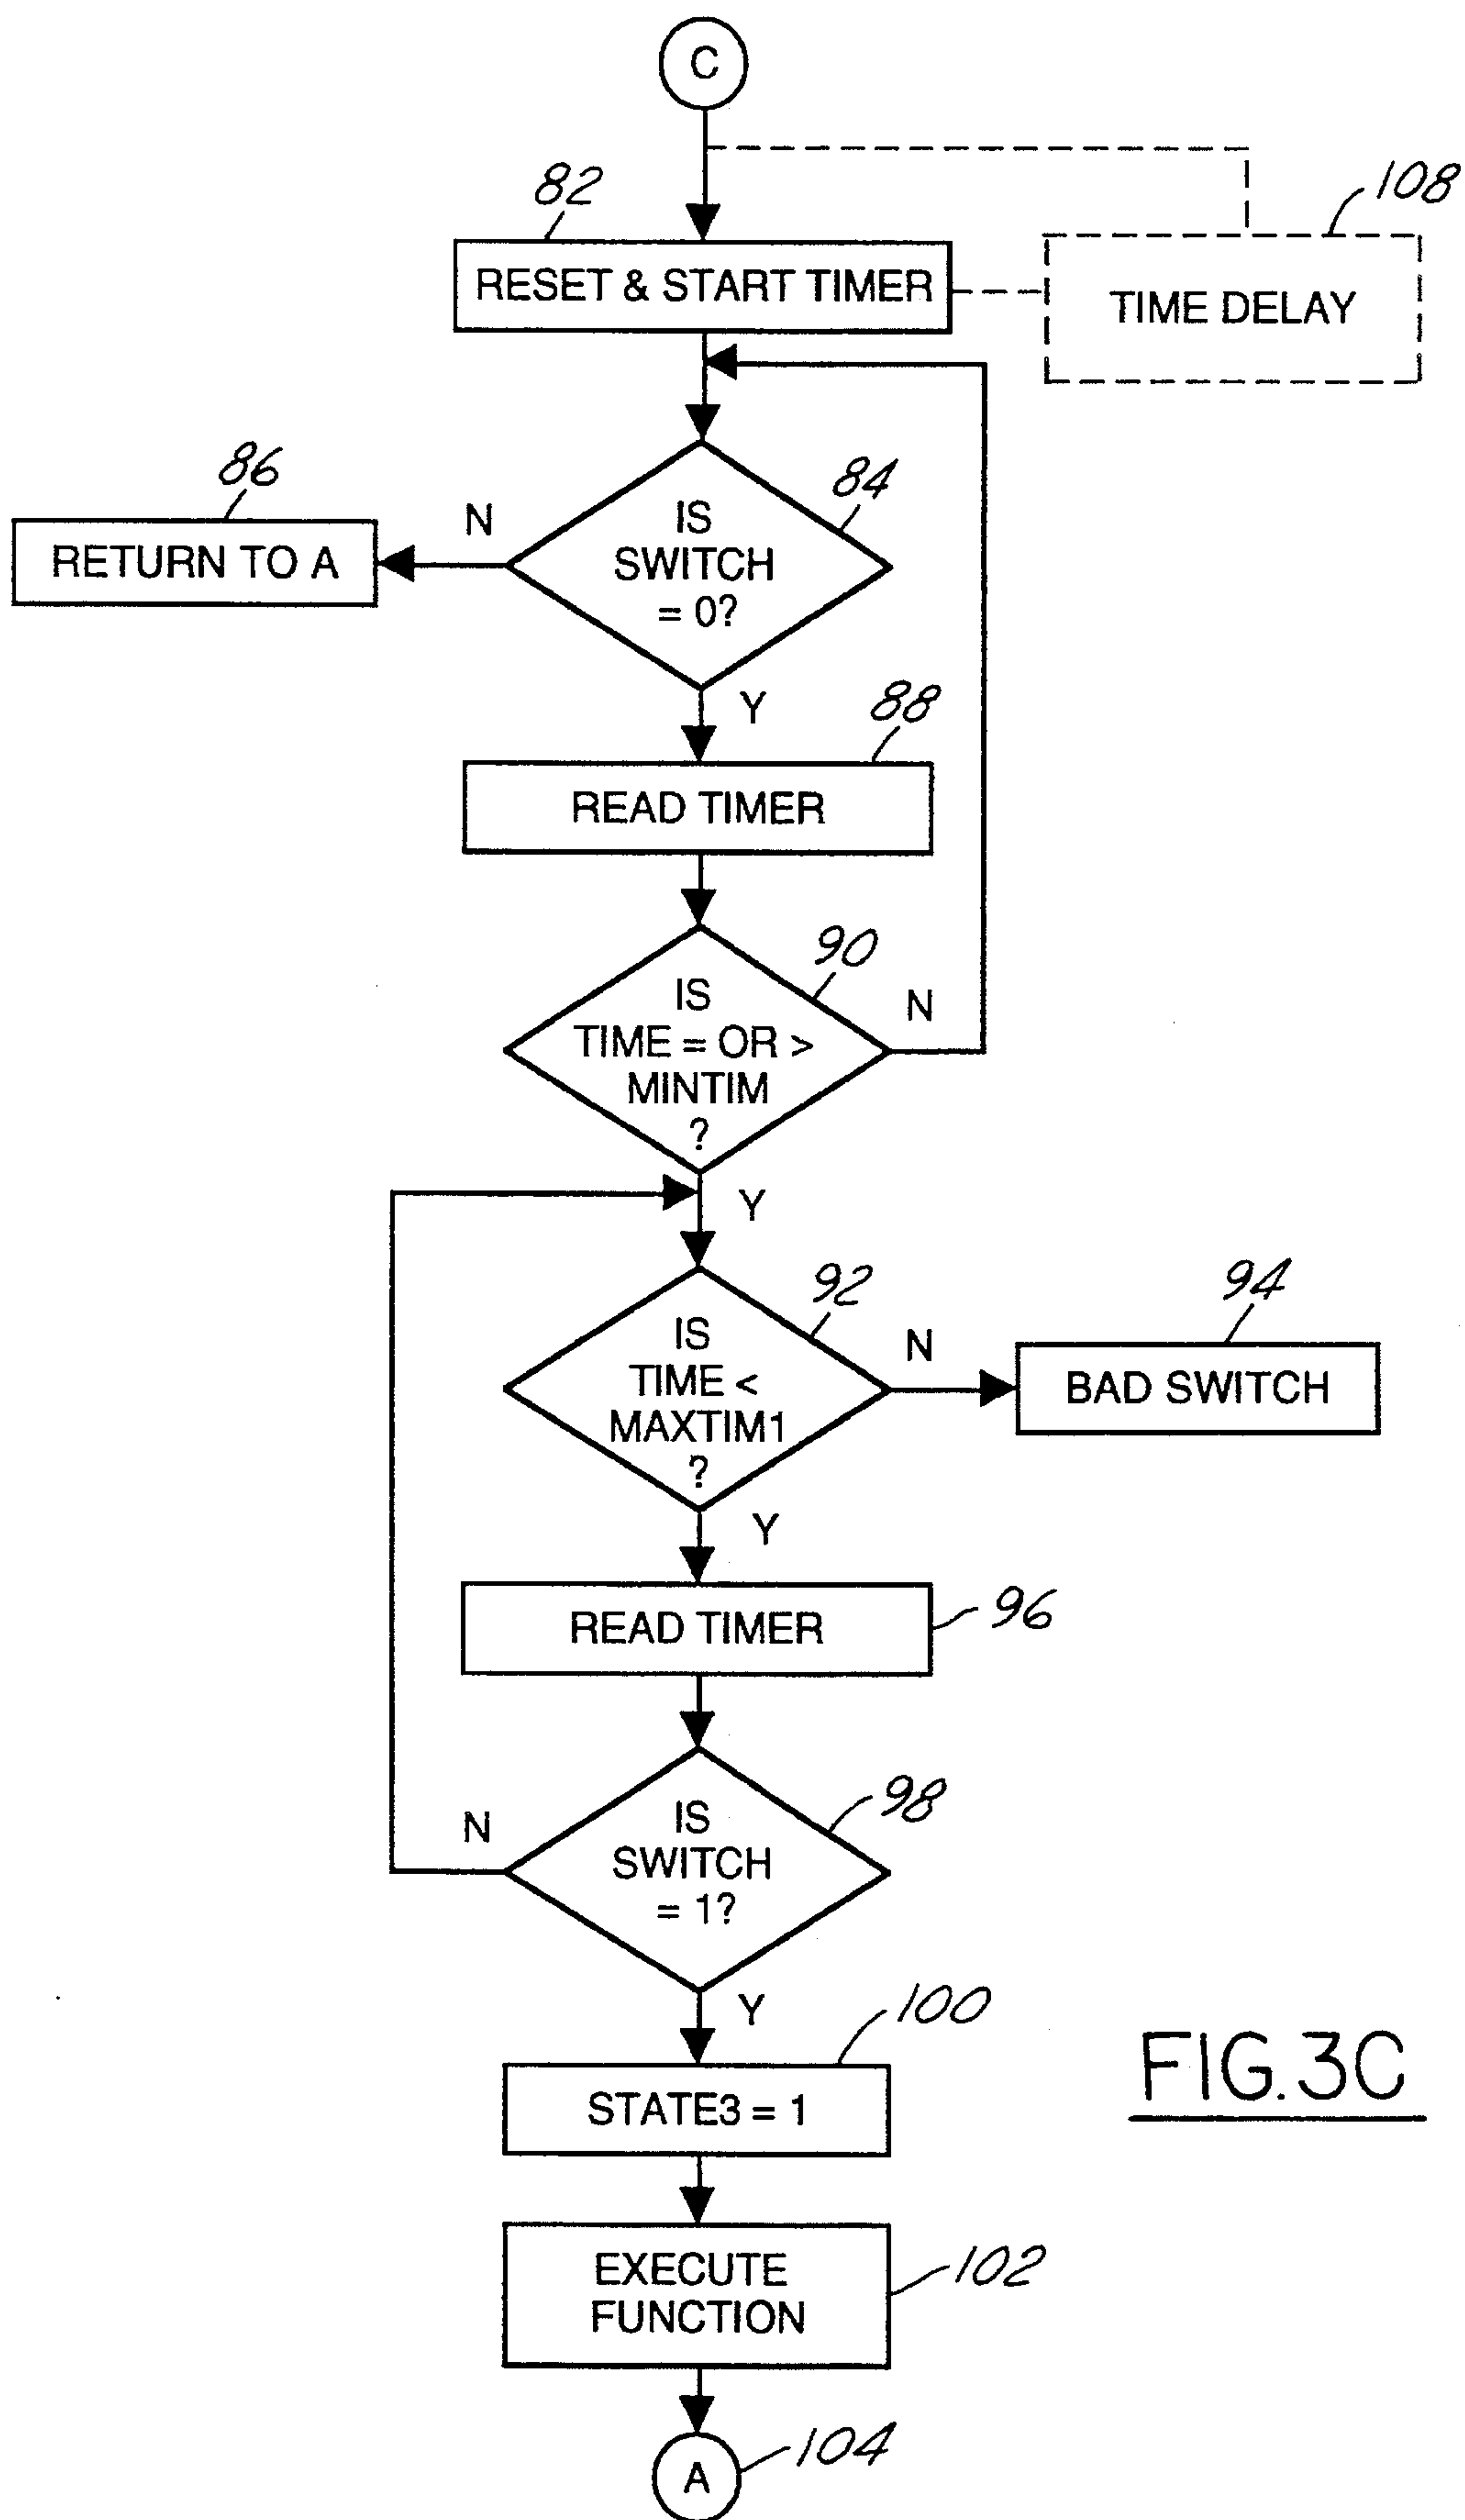 C
82
108
RESET & START TIMER
TIME DELAY
86
84
N
IS
SWITCH
= 0?
RETURN TO A
Y
88
READ TIMER
90
N
IS
TIME = OR >
MINTIM
?
Y
92
94
N
IS
TIME <
MAXTIM1
?
BAD SWITCH
Y
READ TIMER
96
98
N
IS
SWITCH
= 1?
Y
100
STATE3 = 1
FIG.3C
EXECUTE
FUNCTION
102
A
104